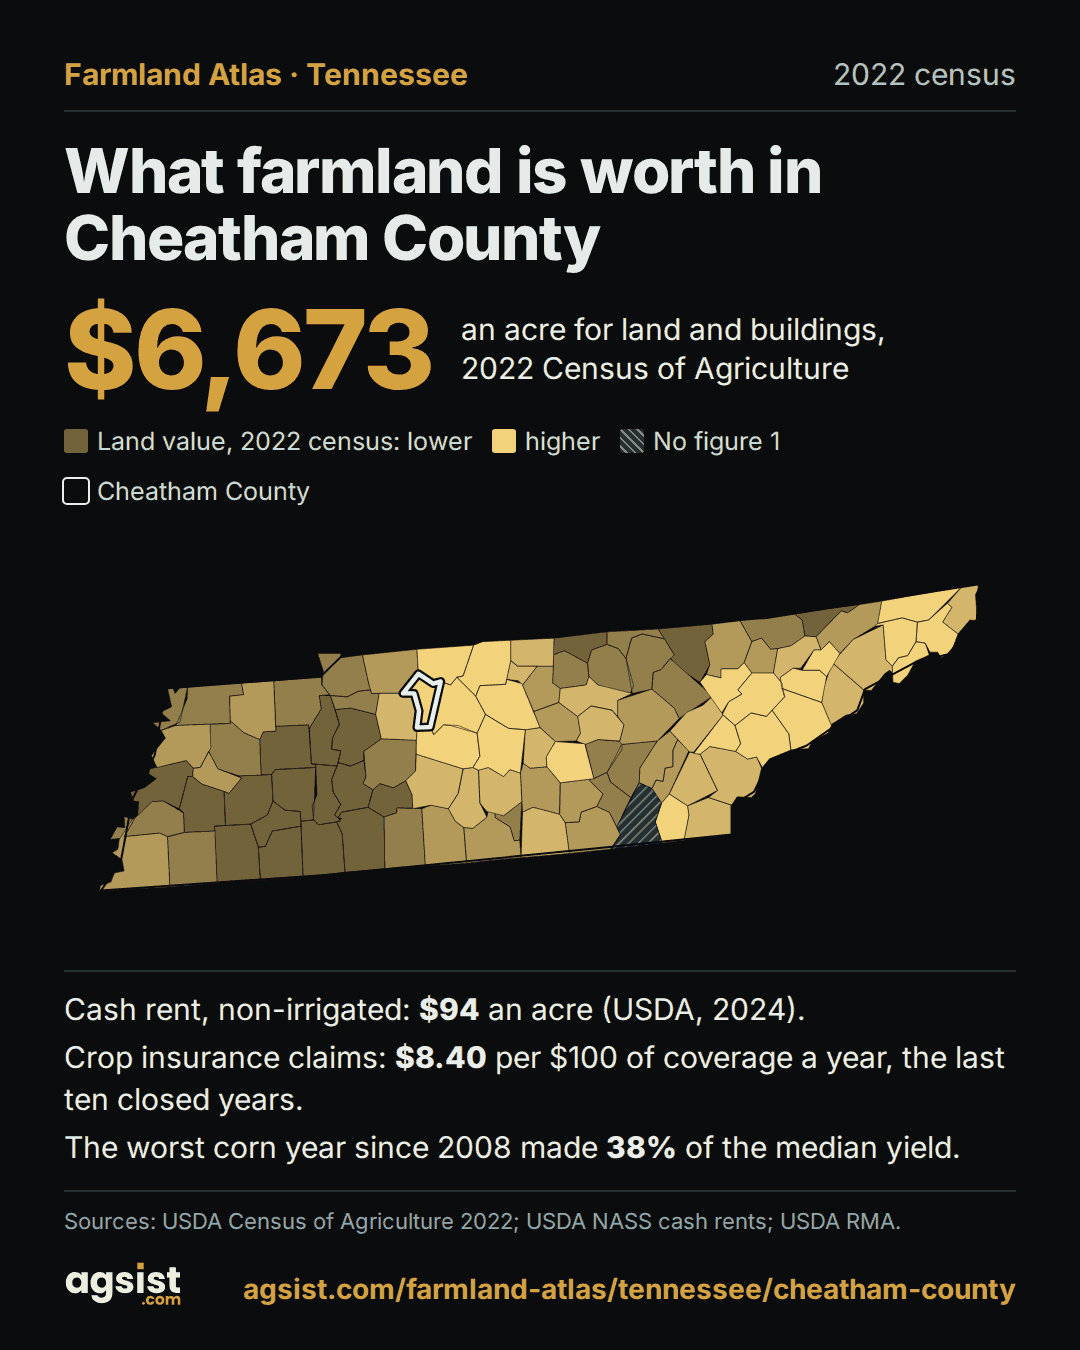 Farmland Atlas · Tennessee
2022 census
What farmland is worth in
Cheatham County
$6,673
an acre for land and buildings,
2022 Census of Agriculture
Land value, 2022 census: lower
higher
No figure 1
Cheatham County
Cash rent, non-irrigated: $94 an acre (USDA, 2024).
Crop insurance claims: $8.40 per $100 of coverage a year, the last
ten closed years.
The worst corn year since 2008 made 38% of the median yield.
Sources: USDA Census of Agriculture 2022; USDA NASS cash rents; USDA RMA.
agsist
.com
agsist.com/farmland-atlas/tennessee/cheatham-county